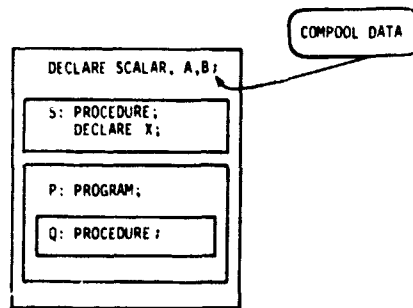 COMPOOL DATA
DECLARE SCALAR, A,B;
S: PROCEDURE;
DECLARE X;
P: PROGRAM;
Q: PROCEDURE;